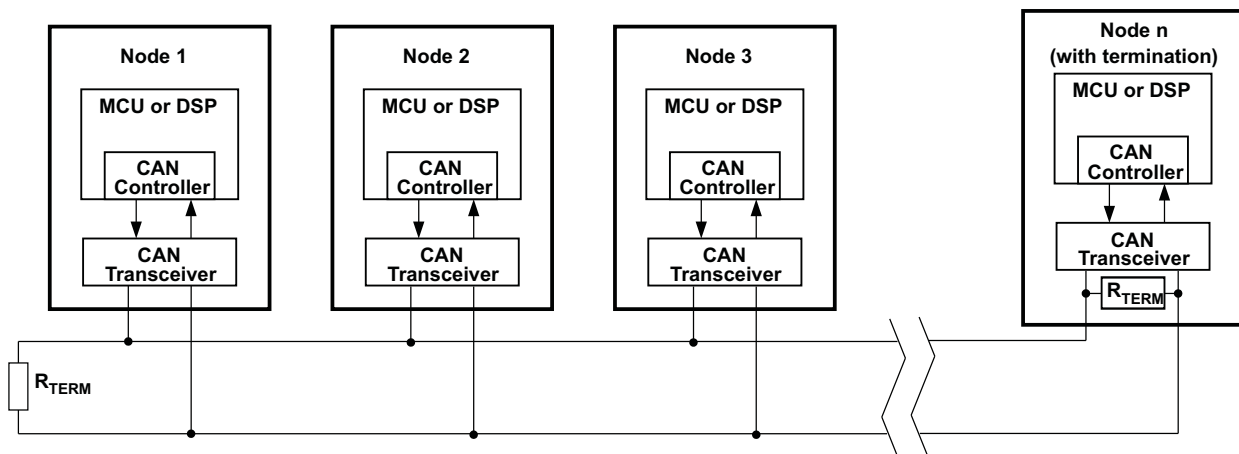 Node 1
MCU or DSP
CAN
Controller
CAN
Transceiver
Node 2
MCU or DSP
CAN
Controller
CAN
Transceiver
Node 3
MCU or DSP
CAN
Controller
CAN
Transceiver
Node n
(with termination)
MCU or DSP
CAN
Controller
CAN
Transceiver
RTERM
RTERM